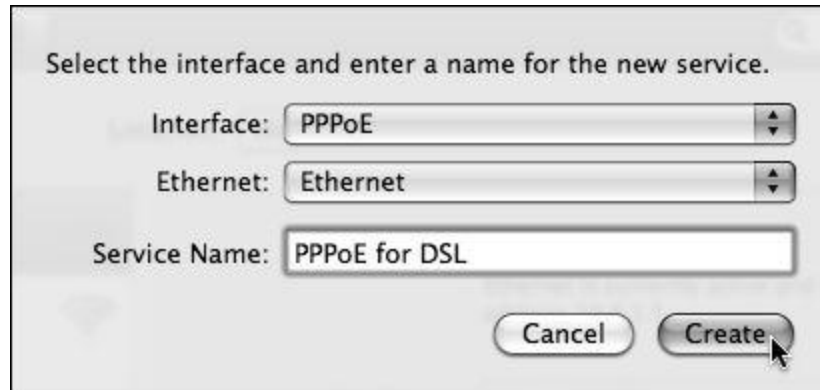 Select the interface and enter a name for the new service.
Interface: PPPoE
Ethernet: Ethernet
Service Name: PPPoE for DSL
Cancel Create